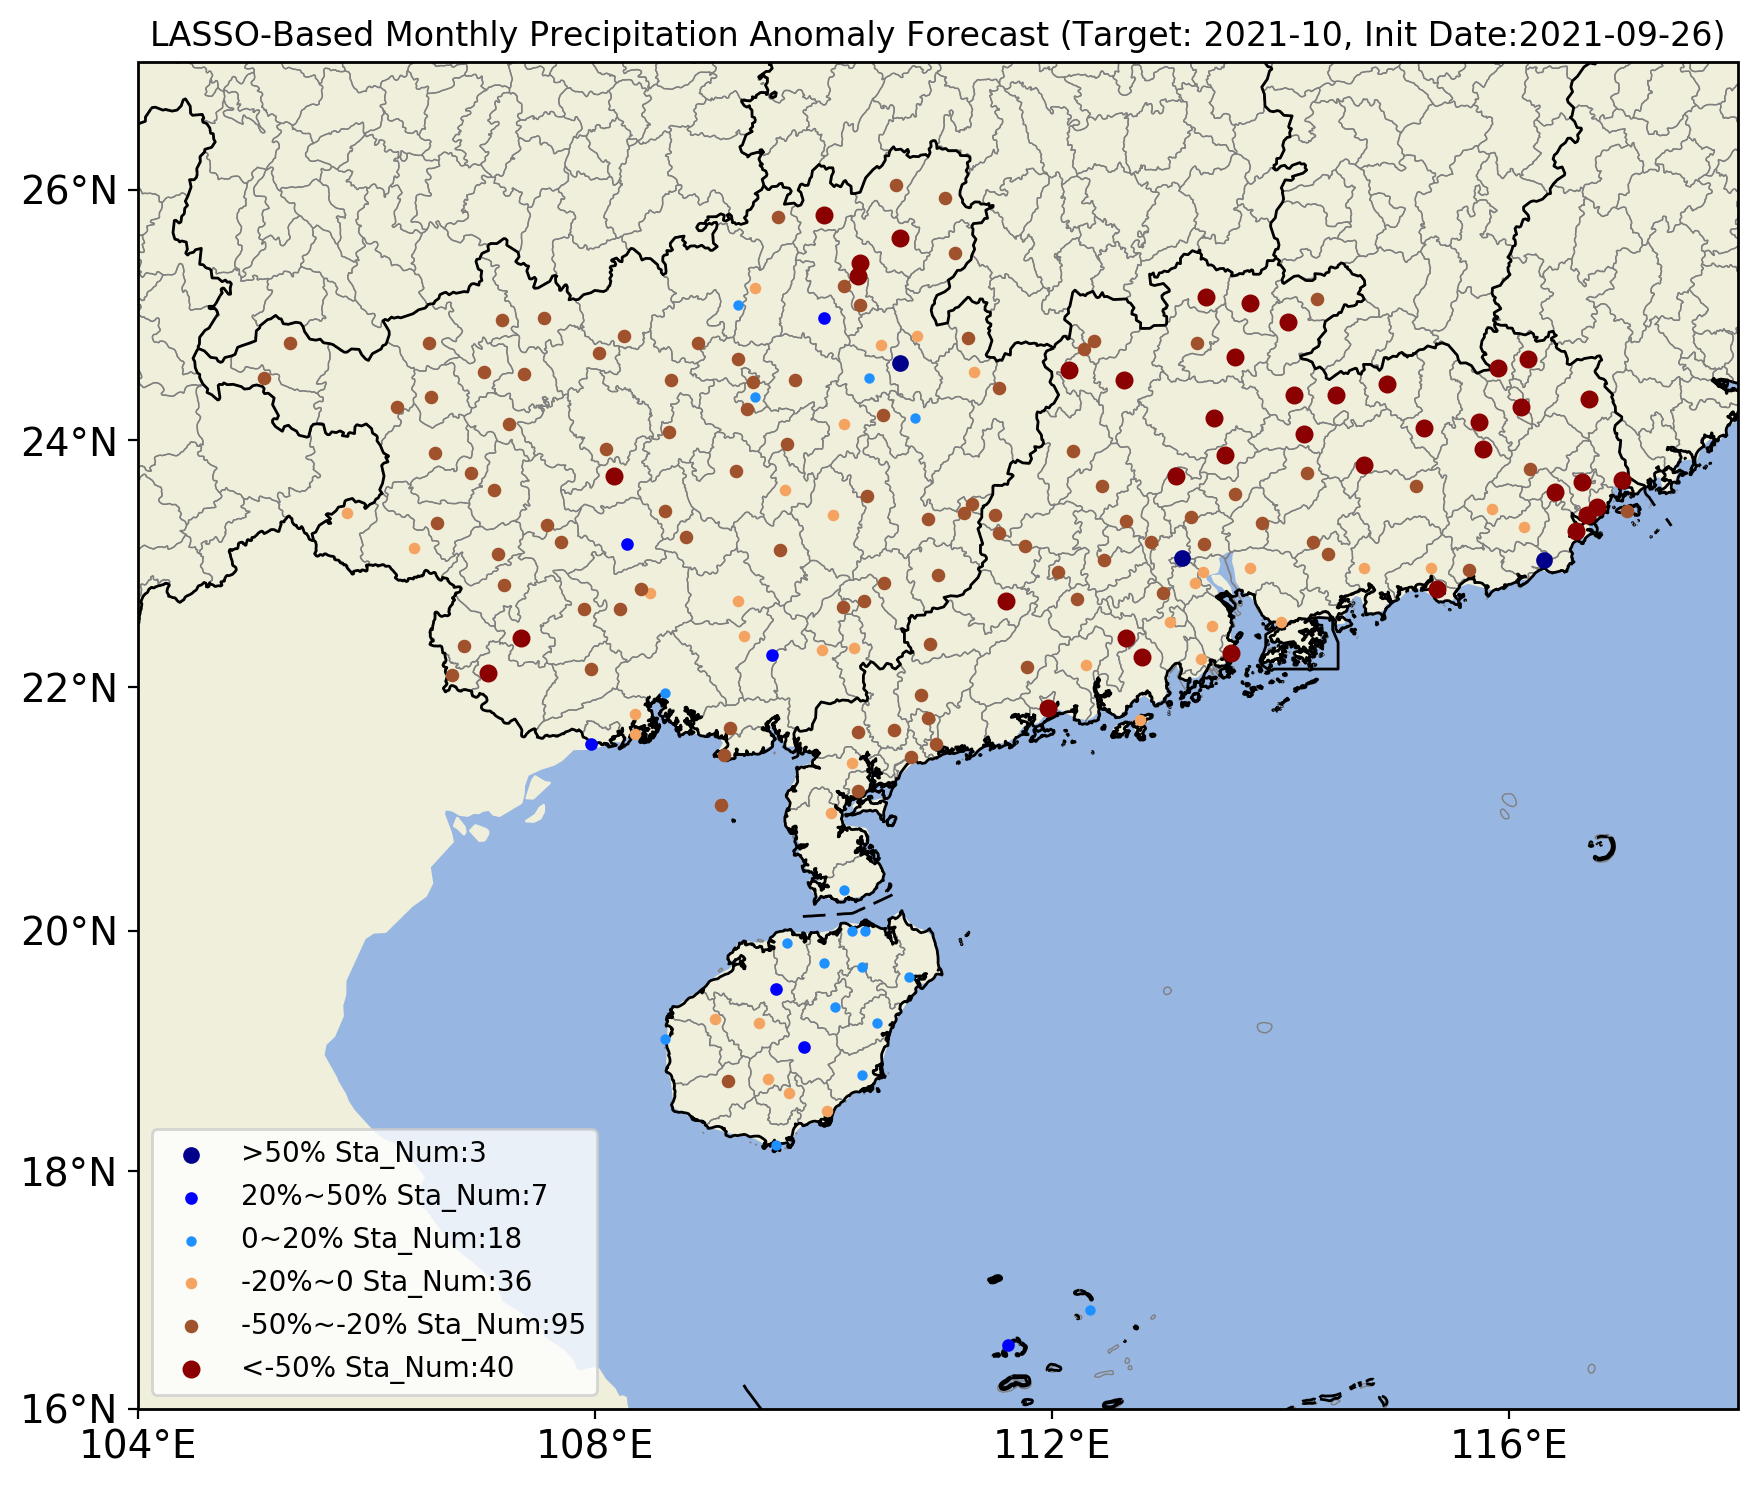 LASSO-Based Monthly Precipitation Anomaly Forecast (Target: 2021-10, Init Date:2021-09-26)
26°N
24°N
22°N
20°N
18°N
16°N
>50% Sta_Num:3
20%~50% Sta_Num:7
0~20% Sta_Num:18
-20%~0 Sta_Num:36
-50%~-20% Sta_Num:95
<-50% Sta_Num:40
104°E
108°E
112°E
116°E